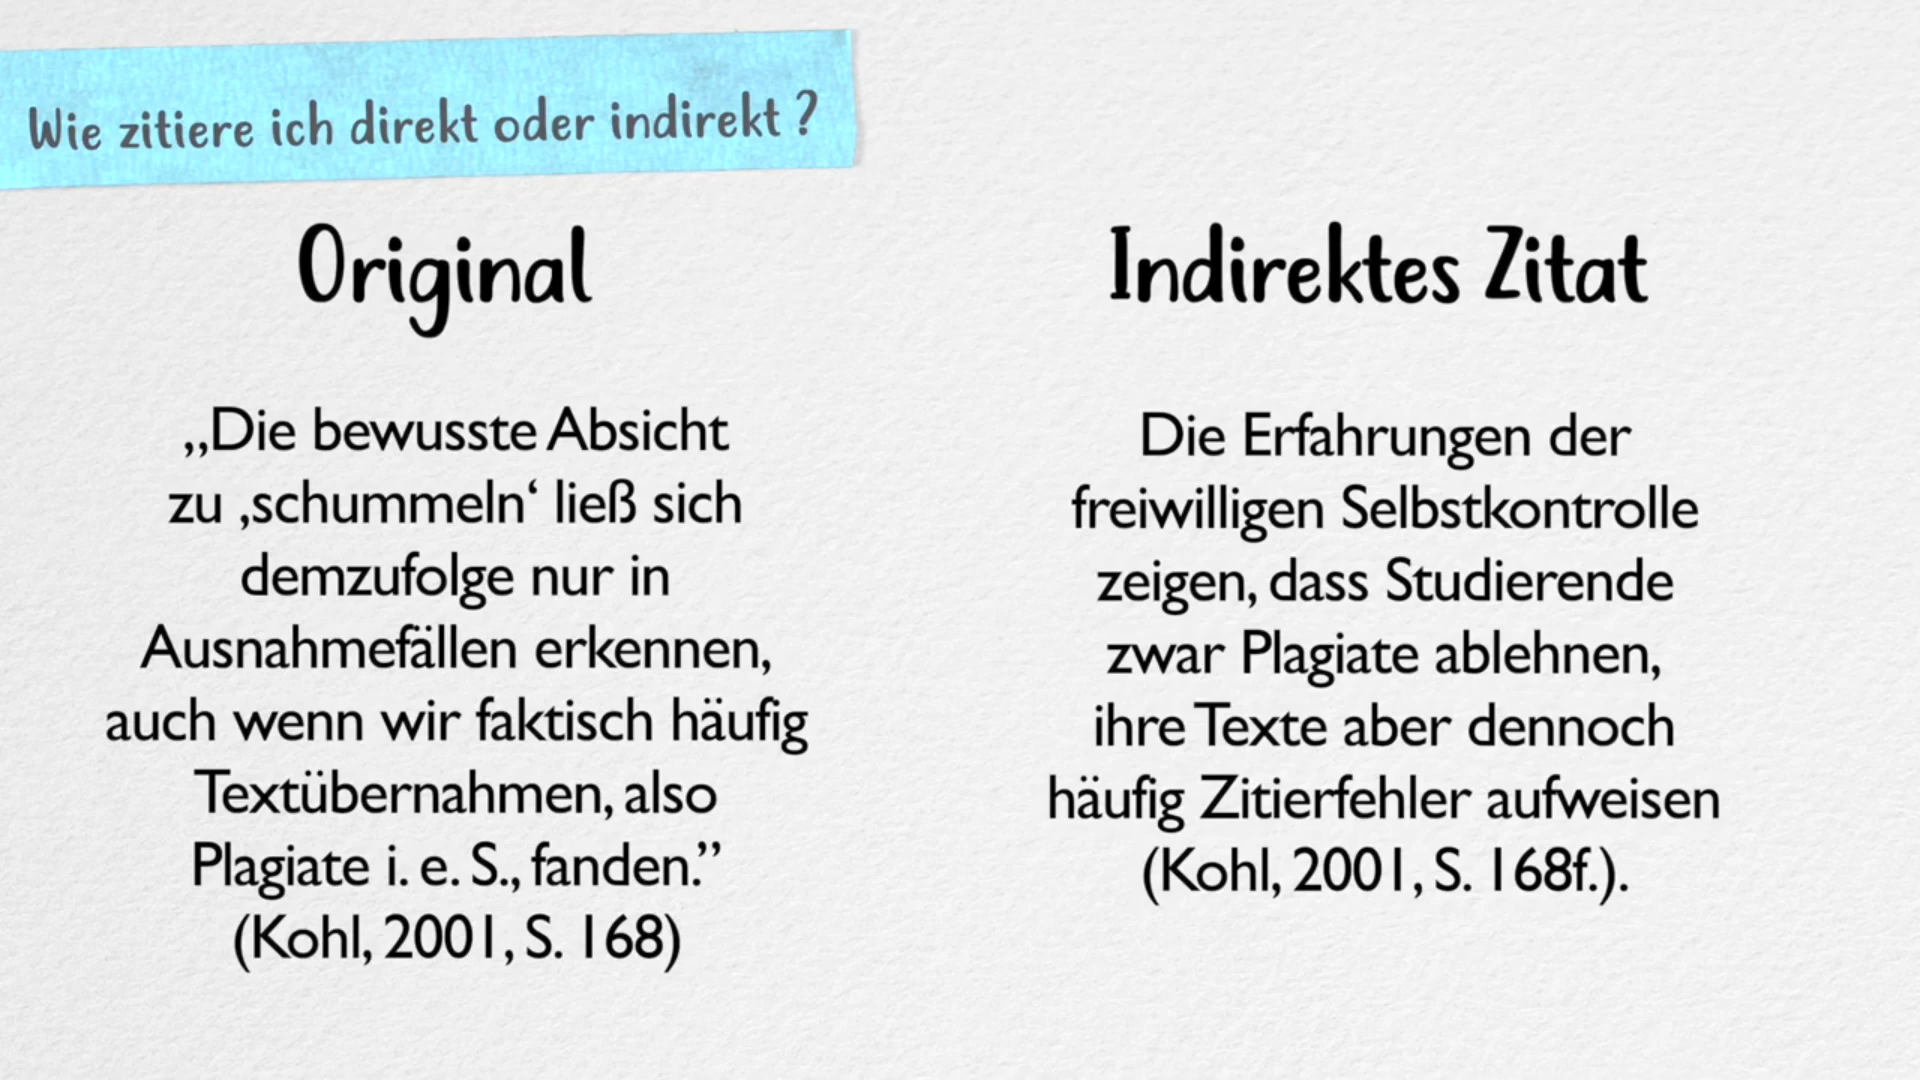 Wie zitiere ich direkt oder indirekt ?
Original
„Die bewusste Absicht
zu ‚schummeln‘ ließ sich
demzufolge nur in
Ausnahmefällen erkennen,
auch wenn wir faktisch häufig
Textübernahmen, also
Plagiate i. e. S., fanden.”
(Kohl, 2001, S. 168)
Indirektes Zitat
Die Erfahrungen der
freiwilligen Selbstkontrolle
zeigen, dass Studierende
zwar Plagiate ablehnen,
ihre Texte aber dennoch
häufig Zitierfehler aufweisen
(Kohl, 2001, S. 168f.).